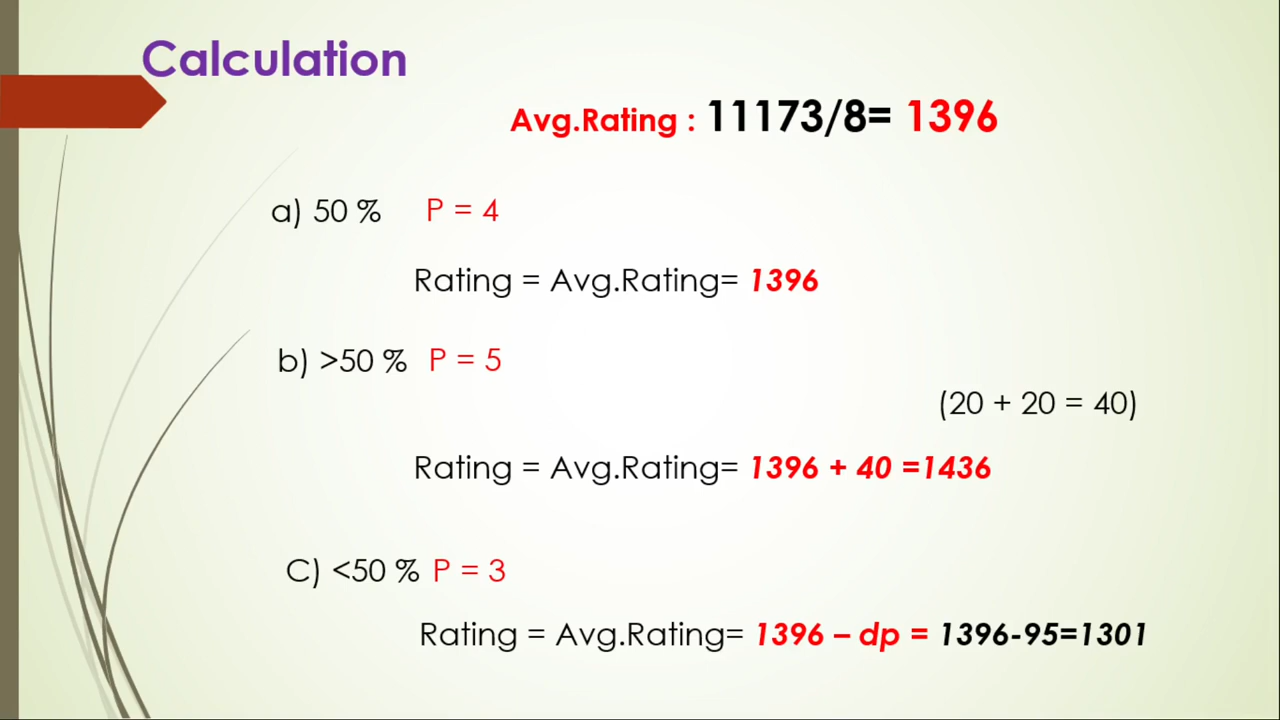 Calculation
Avg.Rating : 11173/8= 1396
a) 50 % P = 4
Rating = Avg.Rating= 1396
b) >50 % P = 5
(20 + 20 = 40)
Rating = Avg.Rating= 1396 + 40 =1436
C) <50 % P = 3
Rating = Avg.Rating= 1396 – dp = 1396-95=1301